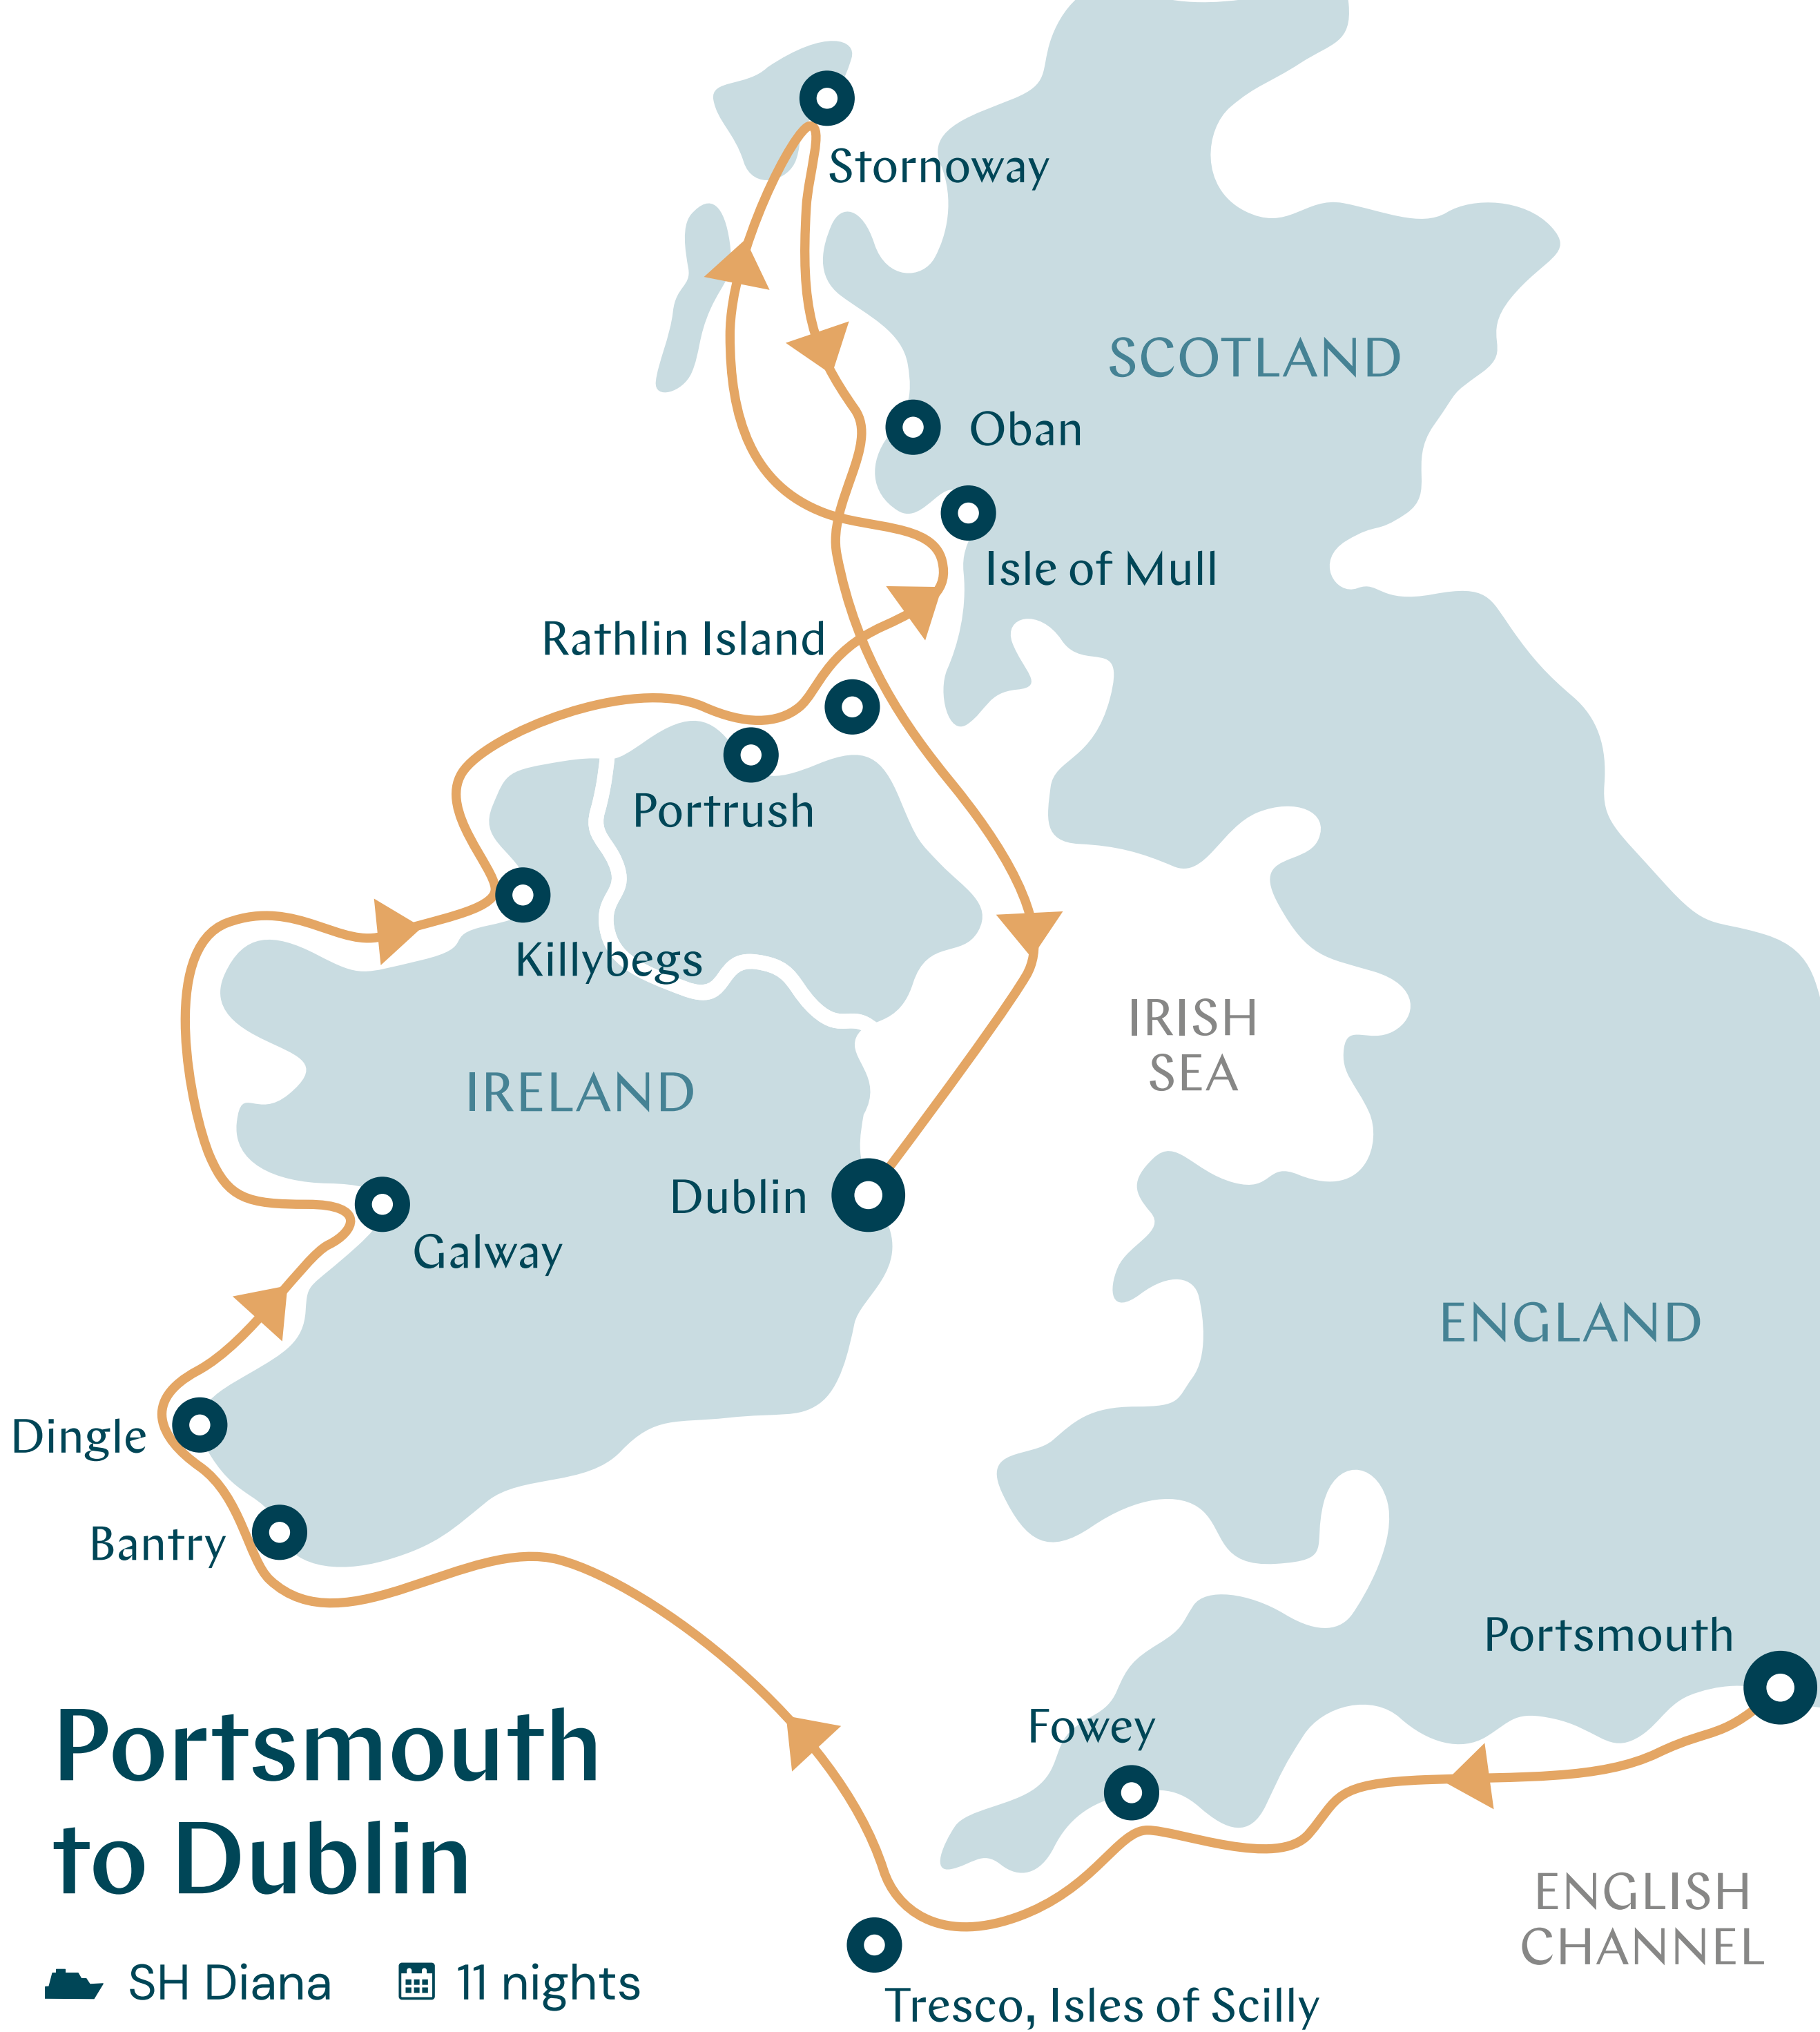 Stornoway
SCOTLAND
Oban
Isle of Mull
Rathlin Island
Portrush
Killybegs
IRISH
SEA
IRELAND
Dublin
Galway
ENGLAND
Dingle
Bantry
Portsmouth
Fowey
Portsmouth
to Dublin
ENGLISH
CHANNEL
SH Diana
11 nights
Tresco, Isles of Scilly